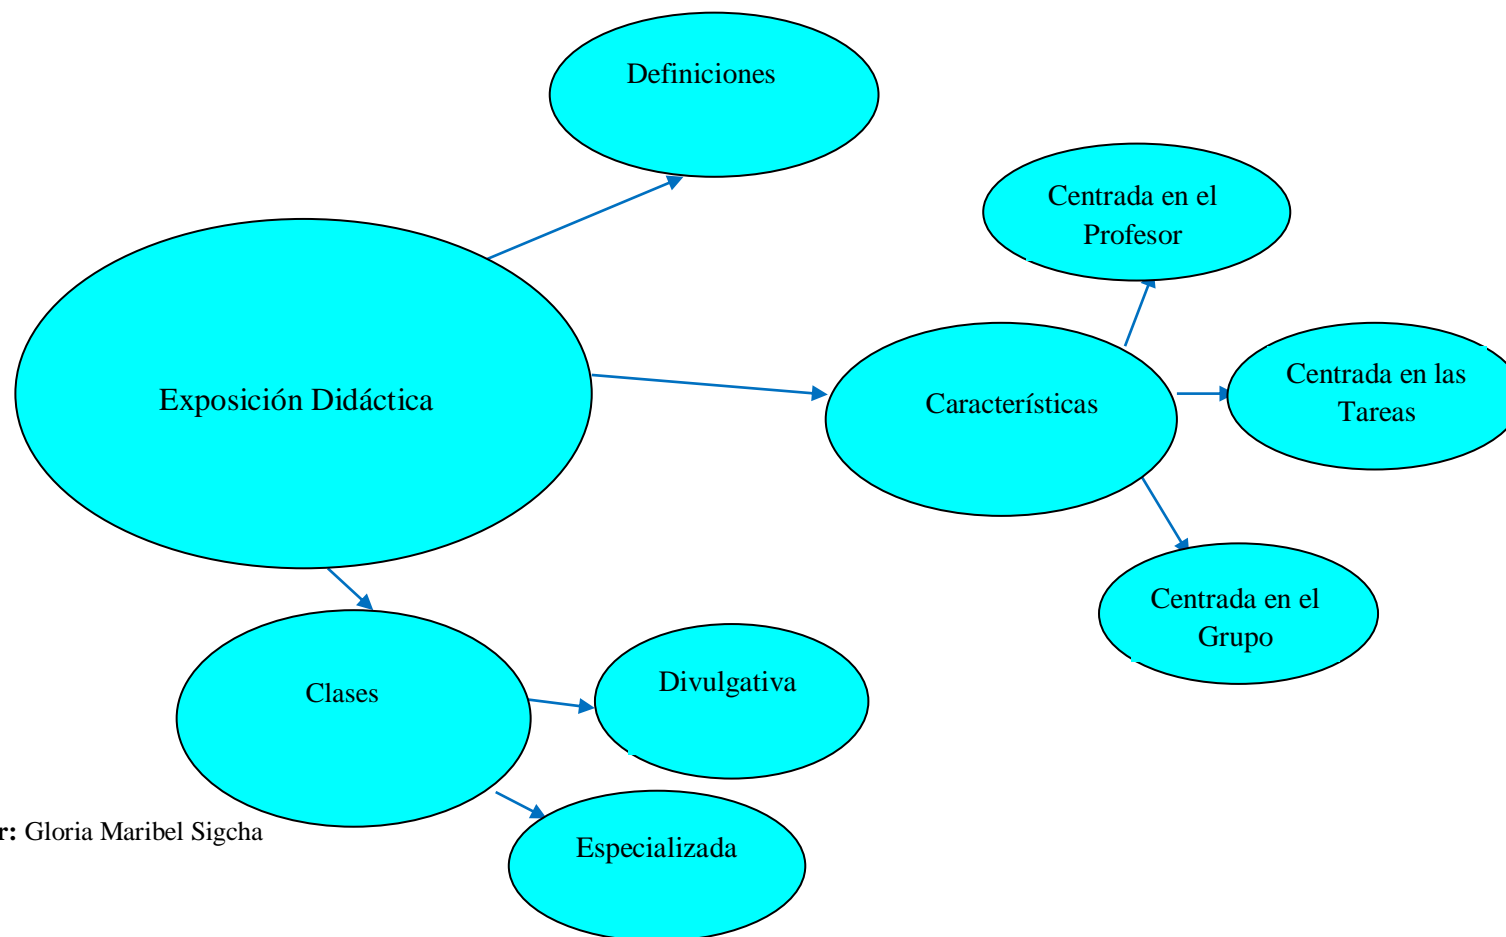 Definiciones
Centrada en el
Profesor
Exposición Didáctica
Característícas
Centrada en las
Tareas
Centrada en el
Grupo
Clases
Divulgativa
Especializada
r: Gloria Maribel Sigcha